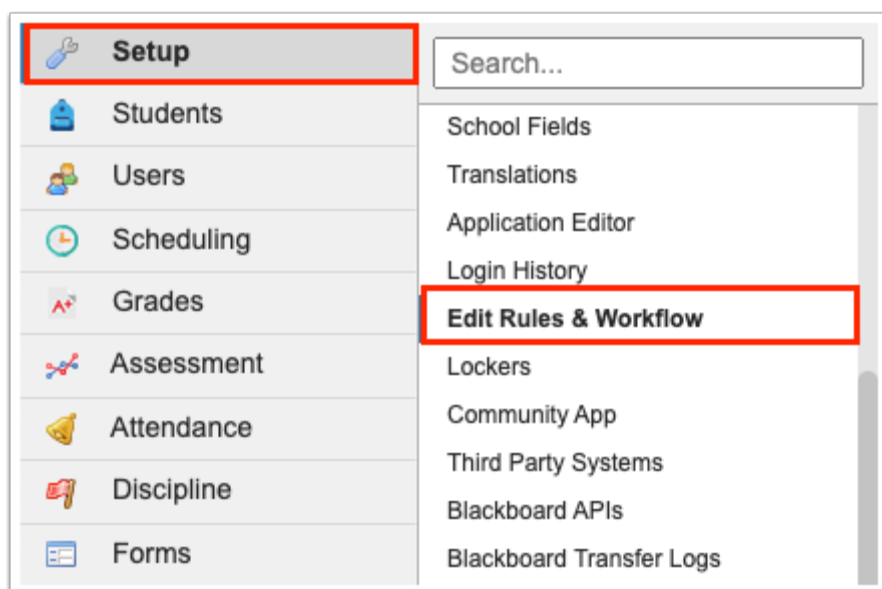 Setup
Students
Users
Scheduling
Grades
Assessment
Attendance
Discipline
Forms
Search...
School Fields
Translations
Application Editor
Login History
Edit Rules & Workflow
Lockers
Community App
Third Party Systems
Blackboard APIs
Blackboard Transfer Logs